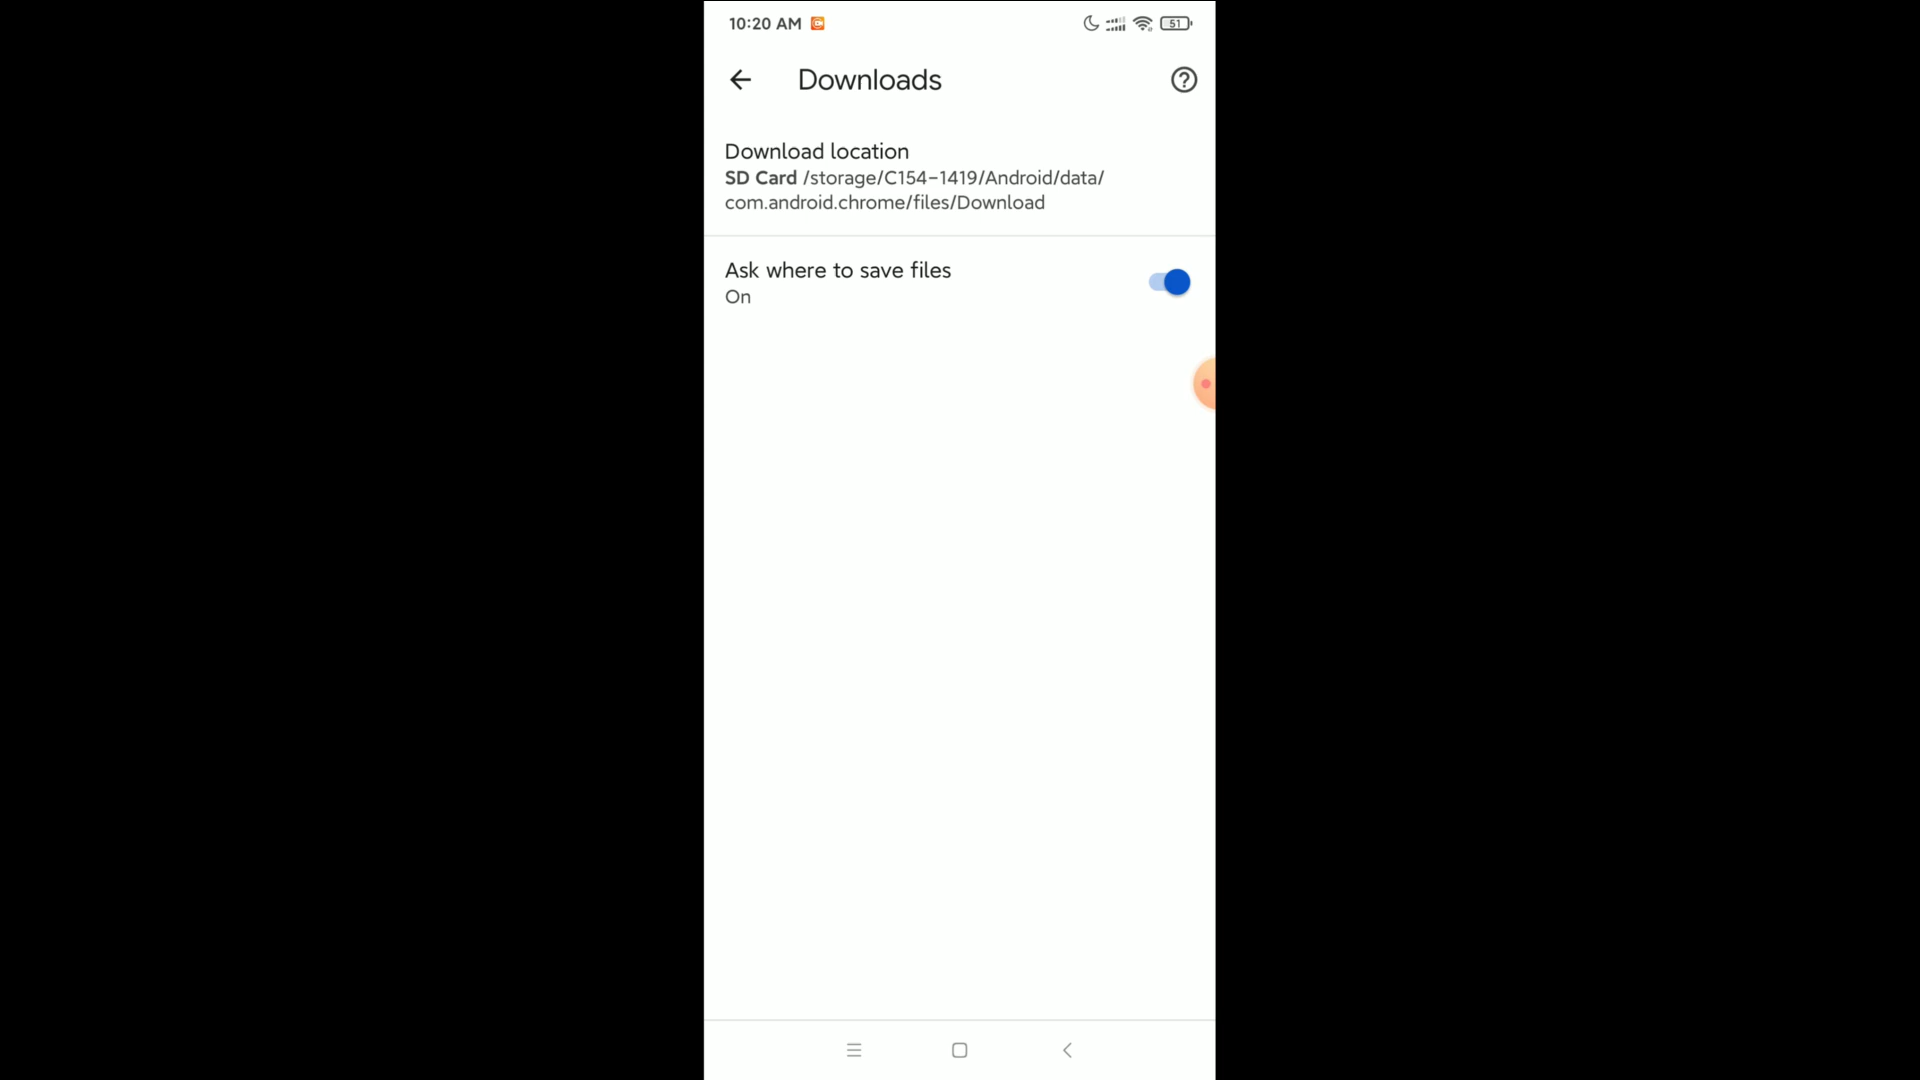 10:20 AM
51
Downloads
Download location
SD Card /storage/C154-1419/Android/data/
com.android.chrome/files/Download
Ask where to save files
On